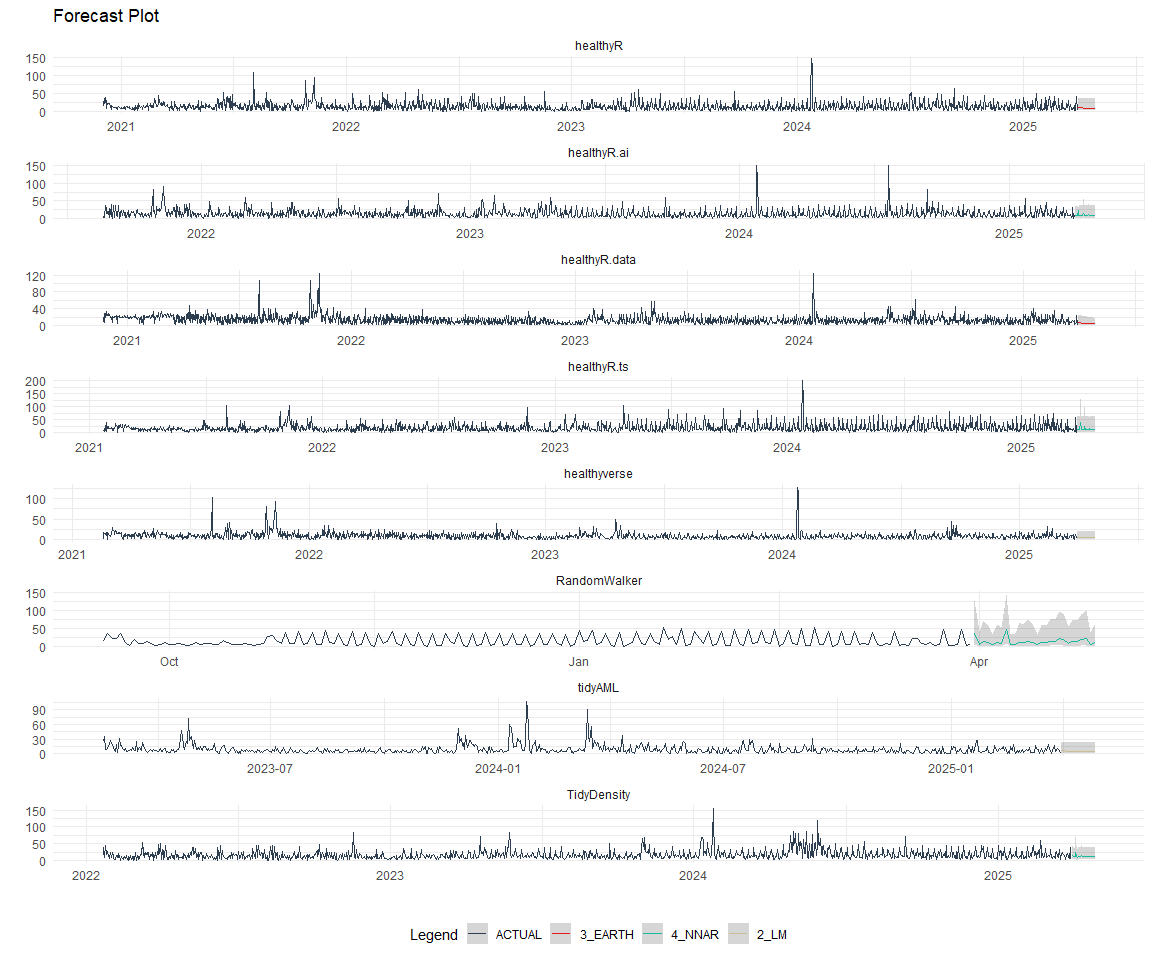 Forecast Plot
healthyR
150
100
50
0
2021 2022 2023 2024 2025
healthyR.ai
150
100
50
0
2022 2023 2024 2025
healthyR.data
120
80
40
0
2021 2022 2023 2024 2025
healthyR.ts
200
150
100
50
0
2021 2022 2023 2024 2025
healthyverse
100
50
0
2021 2022 2023 2024 2025
RandomWalker
150
100
50
0
Oct Jan Apr
tidyAML
90
60
30
0
2023-07 2024-01 2024-07 2025-01
TidyDensity
150
100
50
0
2022 2023 2024 2025
Legend ACTUAL 3_EARTH 4_NNAR 2_LM